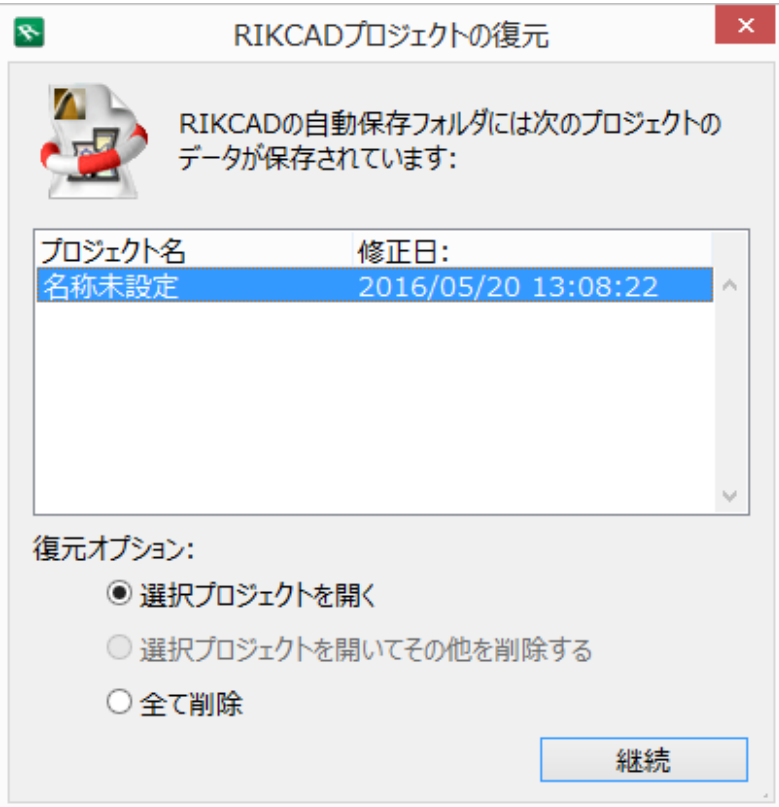 RIKCADプロジェクトの復元
RIKCADの自動保存フォルダには次のプロジェクトの
データが保存されています:
プロジェクト名 修正日:
名称未設定 2016/05/20 13:08:22
復元オプション:
選択プロジェクトを開く
選択プロジェクトを開いてその他を削除する
全て削除
継続